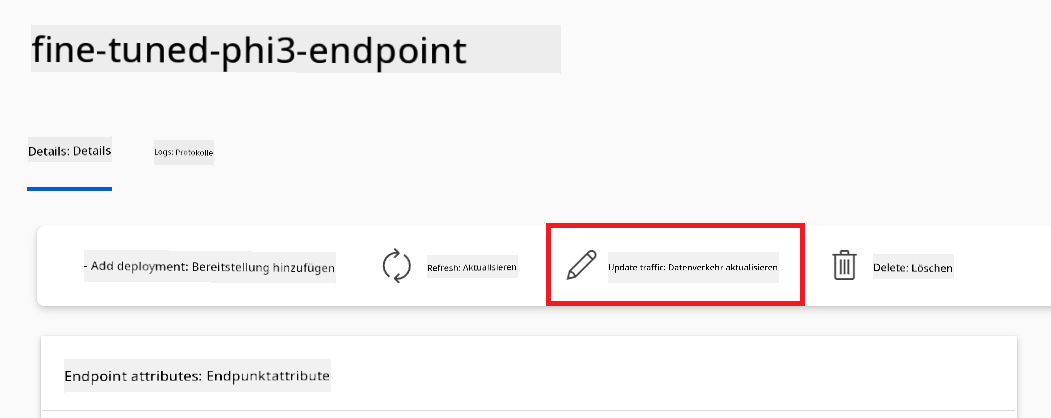 fine-tuned-phi3-endpoint
Details: Details
Logs: Protokolle
- Add deployment: Bereitstellung hinzufügen
Refresh: Aktualisieren
Update traffic: Datenverkehr aktualisieren
Delete: Löschen
Endpoint attributes: Endpunktattribute